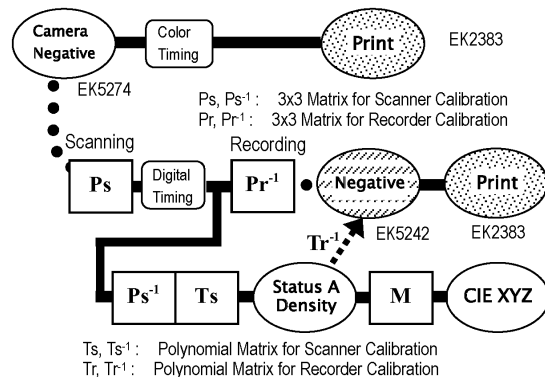 Camera
Negative
Color
Timing
Print
EK2383
EK5274
Ps, Ps⁻¹ : 3x3 Matrix for Scanner Calibration
Pr, Pr⁻¹ : 3x3 Matrix for Recorder Calibration
Scanning
Recording
Ps
Digital
Timing
Pr⁻¹
Negative
Print
EK5242
EK2383
Tr⁻¹
Ps⁻¹
Ts
Status A
Density
M
CIE XYZ
Ts, Ts⁻¹ : Polynomial Matrix for Scanner Calibration
Tr, Tr⁻¹ : Polynomial Matrix for Recorder Calibration